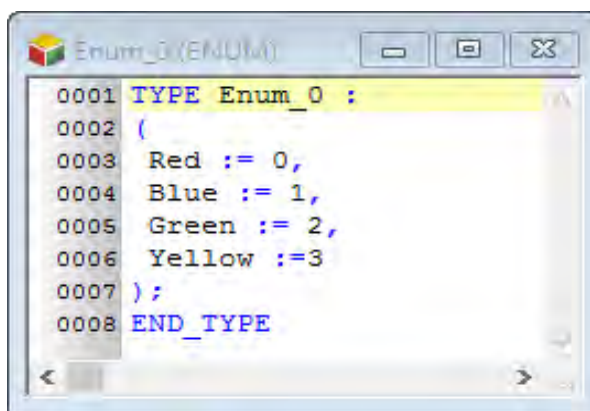 Enum_0 (ENUM)
0001 TYPE Enum_0 :
0002 (
0003 Red := 0,
0004 Blue := 1,
0005 Green := 2,
0006 Yellow :=3
0007 );
0008 END_TYPE